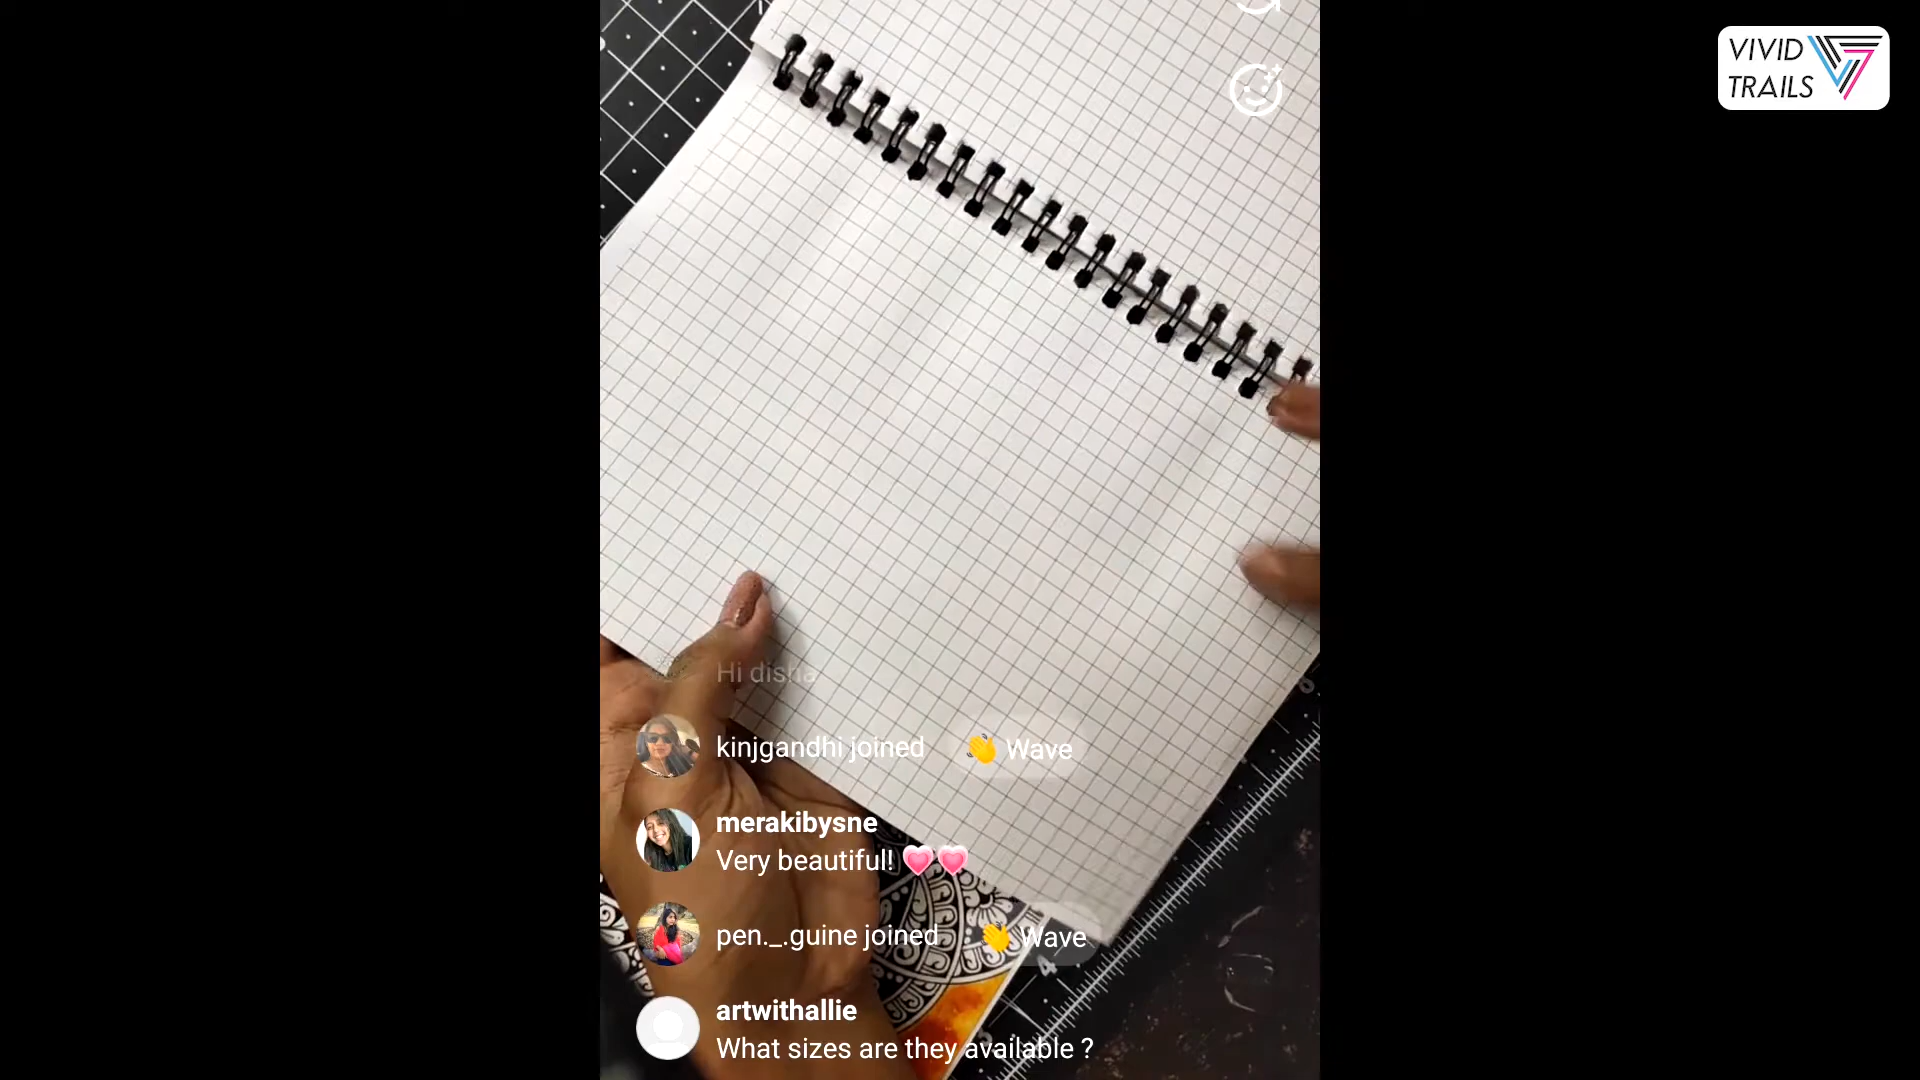 VIVID
TRAILS
Hi disha
kinjgandhi joined 👋 Wave
merakibysne
Very beautiful! 💗💗
pen._.guine joined 👋 Wave
artwithallie
What sizes are they available ?
4